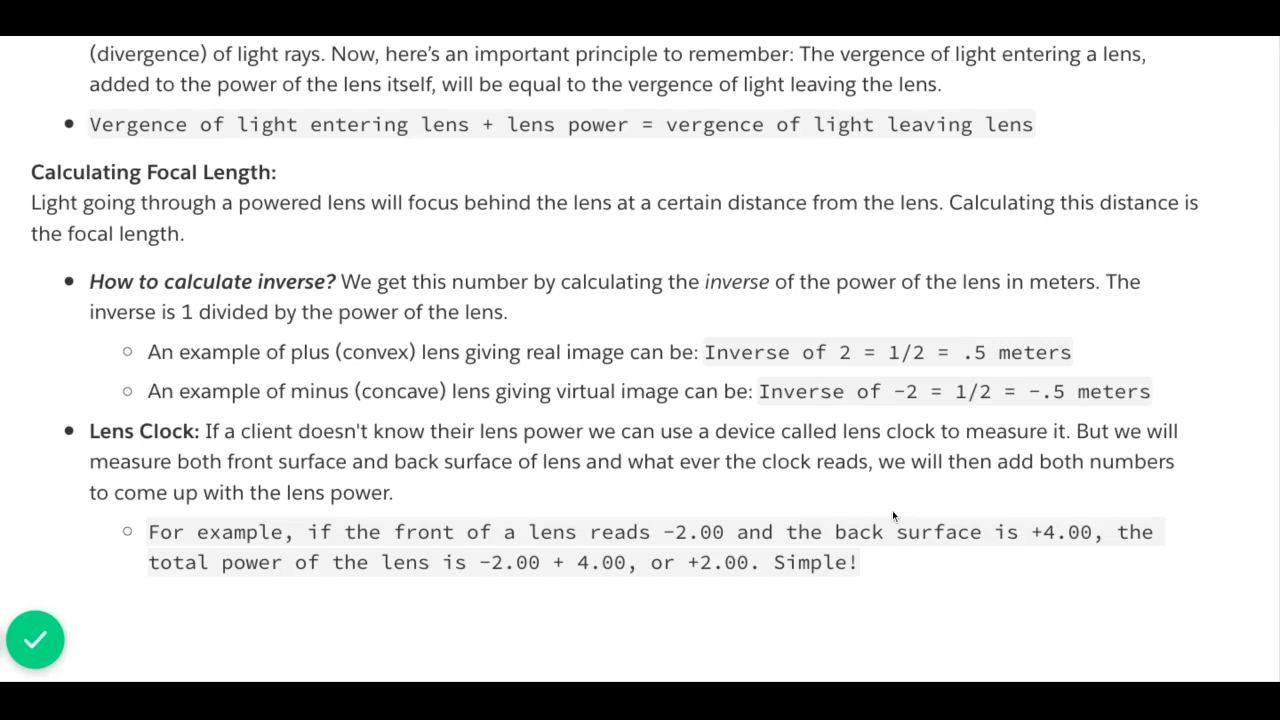 (divergence) of light rays. Now, here's an important principle to remember: The vergence of light entering a lens,
added to the power of the lens itself, will be equal to the vergence of light leaving the lens.
• Vergence of light entering lens + lens power = vergence of light leaving lens
Calculating Focal Length:
Light going through a powered lens will focus behind the lens at a certain distance from the lens. Calculating this distance is
the focal length.
• How to calculate inverse? We get this number by calculating the inverse of the power of the lens in meters. The
inverse is 1 divided by the power of the lens.
◦ An example of plus (convex) lens giving real image can be: Inverse of 2 = 1/2 = .5 meters
◦ An example of minus (concave) lens giving virtual image can be: Inverse of -2 = 1/2 = -.5 meters
• Lens Clock: If a client doesn't know their lens power we can use a device called lens clock to measure it. But we will
measure both front surface and back surface of lens and what ever the clock reads, we will then add both numbers
to come up with the lens power.
◦ For example, if the front of a lens reads -2.00 and the back surface is +4.00, the
total power of the lens is -2.00 + 4.00, or +2.00. Simple!